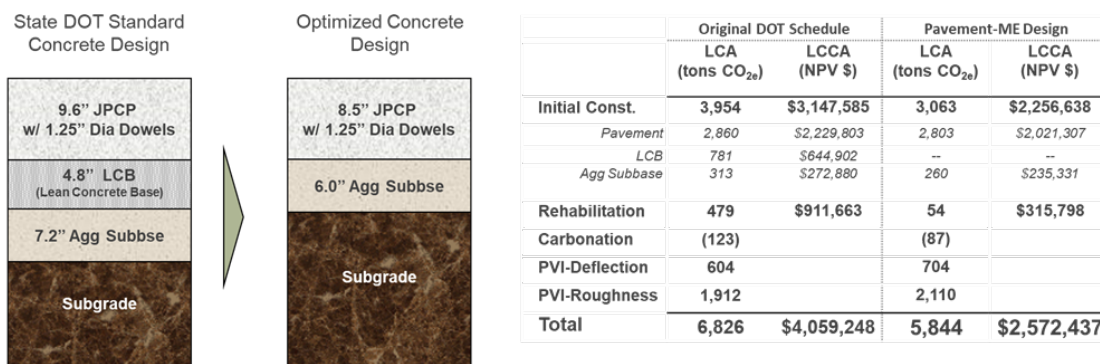 State DOT Standard
Concrete Design
9.6” JPCP
w/ 1.25” Dia Dowels
4.8” LCB
(Lean Concrete Base)
7.2” Agg Subbse
Subgrade
Optimized Concrete
Design
8.5” JPCP
w/ 1.25” Dia Dowels
6.0” Agg Subbse
Subgrade
Original DOT Schedule Pavement-ME Design
LCA LCCA LCA LCCA
(tons CO2e) (NPV $) (tons CO2e) (NPV $)
Initial Const. 3,954 $3,147,585 3,063 $2,256,638
Pavement 2,860 $2,229,803 2,803 $2,021,307
LCB 781 $644,902 -- --
Agg Subbase 313 $272,880 260 $235,331
Rehabilitation 479 $911,663 54 $315,798
Carbonation (123) (87)
PVI-Deflection 604 704
PVI-Roughness 1,912 2,110
Total 6,826 $4,059,248 5,844 $2,572,437